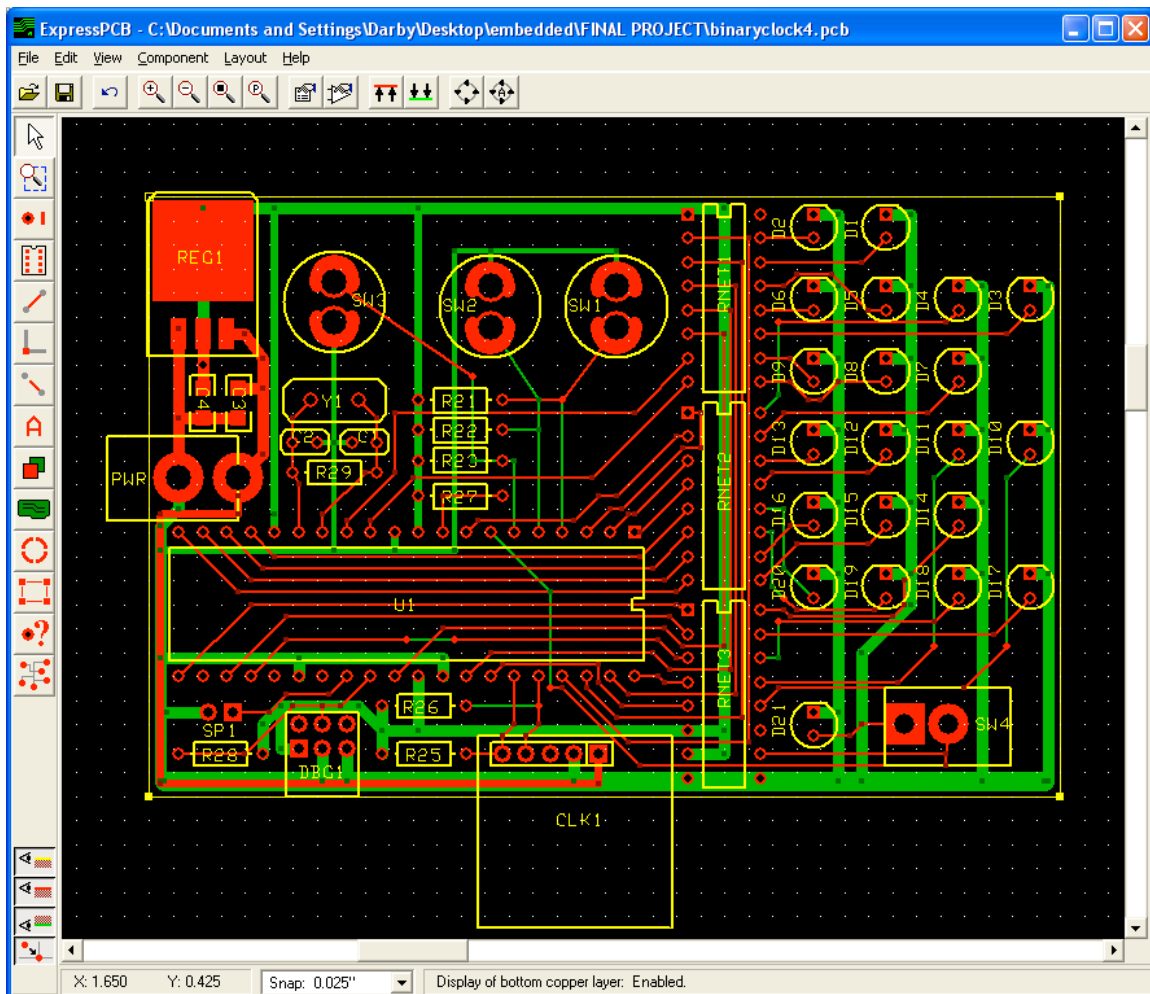 ExpressPCB - C:\Documents and Settings\Darby\Desktop\embedded\FINAL PROJECT\binaryclock4.pcb
File Edit View Component Layout Help
REG1
SW3
SW2
SW1
RNET1
D2
D1
D6
D5
D4
D3
D9
D8
D7
C4
C3
Y1
R21
C2
C1
R22
R23
R29
R27
PWR
RNET2
D13
D12
D11
D10
D16
D15
D14
U1
D20
D19
D18
D17
RNET3
SP1
R26
R28
DBG1
R25
D21
SW4
CLK1
X: 1.650 Y: 0.425 Snap: 0.025" Display of bottom copper layer: Enabled.